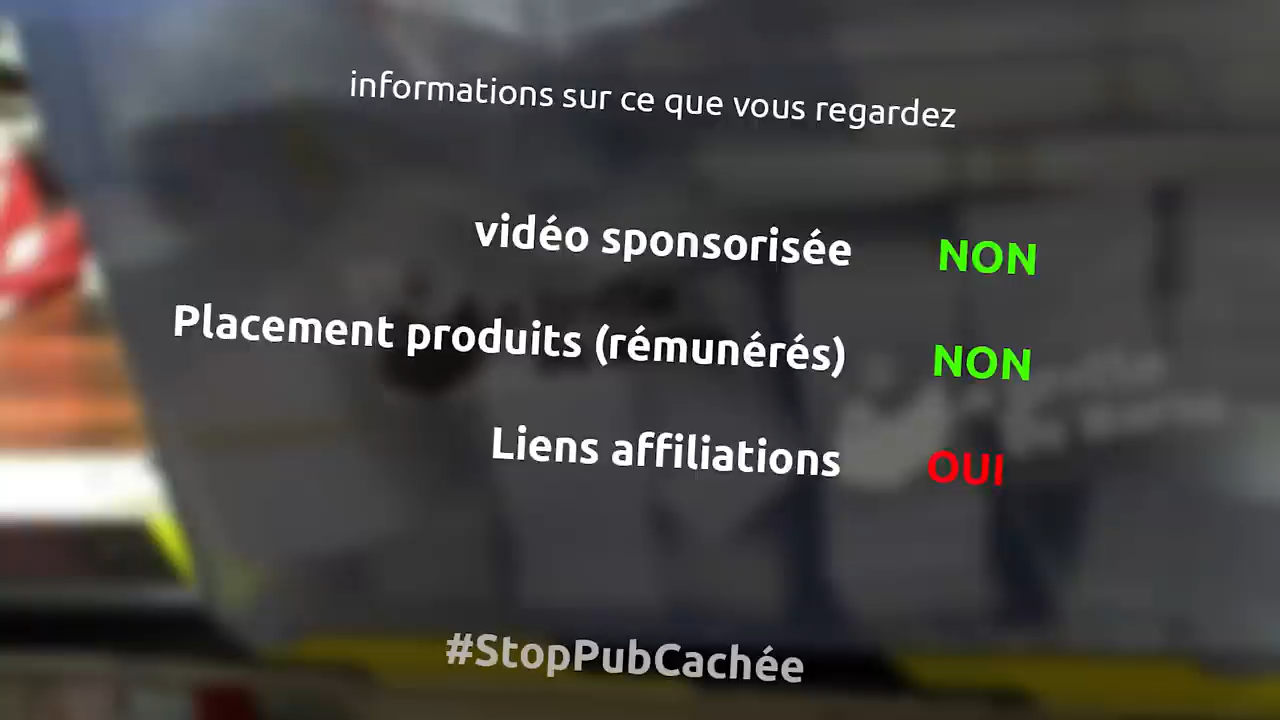 informations sur ce que vous regardez
vidéo sponsorisée NON
Placement produits (rémunérés) NON
Liens affiliations OUI
#StopPubCachée